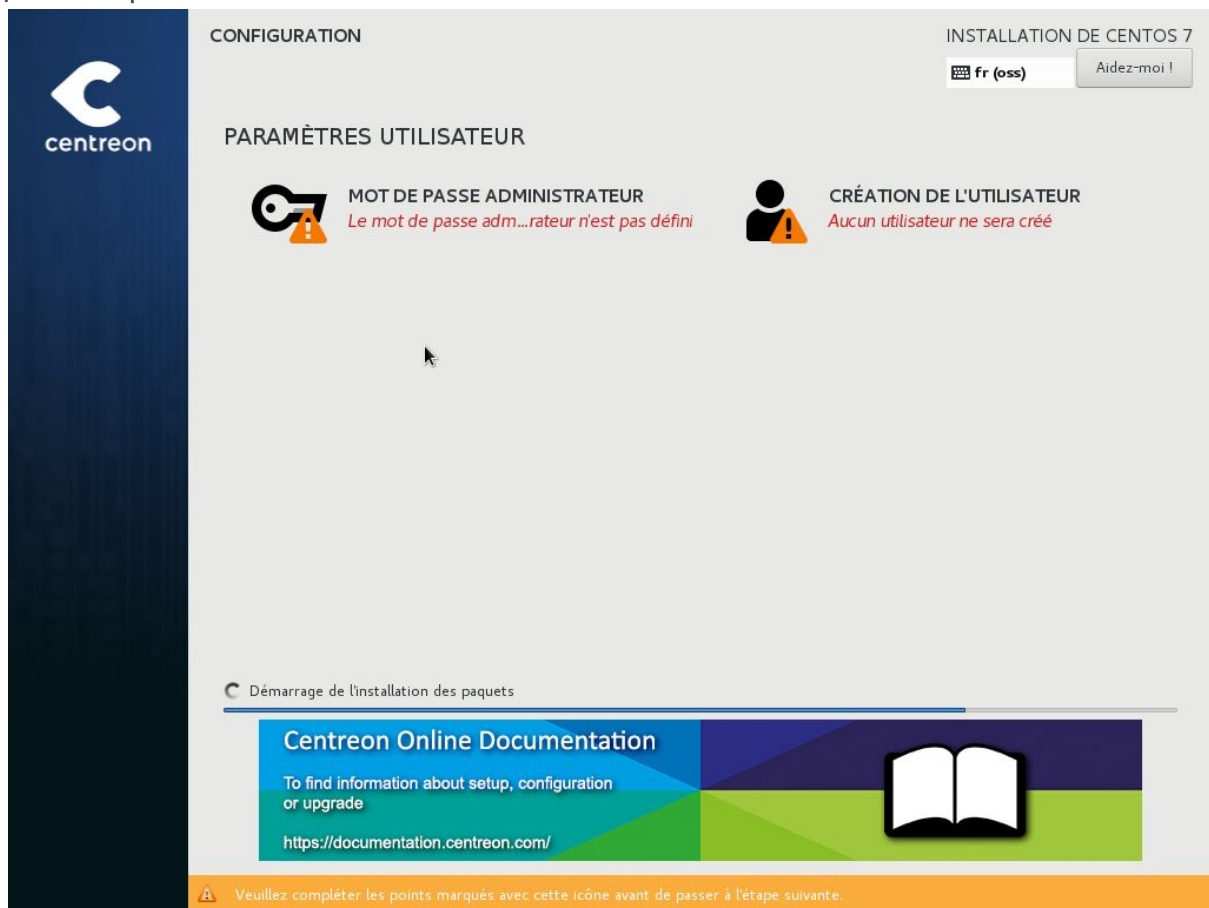 CONFIGURATION
INSTALLATION DE CENTOS 7
fr (oss)
Aidez-moi !
centreon
PARAMÈTRES UTILISATEUR
MOT DE PASSE ADMINISTRATEUR
Le mot de passe adm...rateur n'est pas défini
CRÉATION DE L'UTILISATEUR
Aucun utilisateur ne sera créé
Démarrage de l'installation des paquets
Centreon Online Documentation
To find information about setup, configuration
or upgrade
https://documentation.centreon.com/
Veuillez compléter les points marqués avec cette icône avant de passer à l'étape suivante.